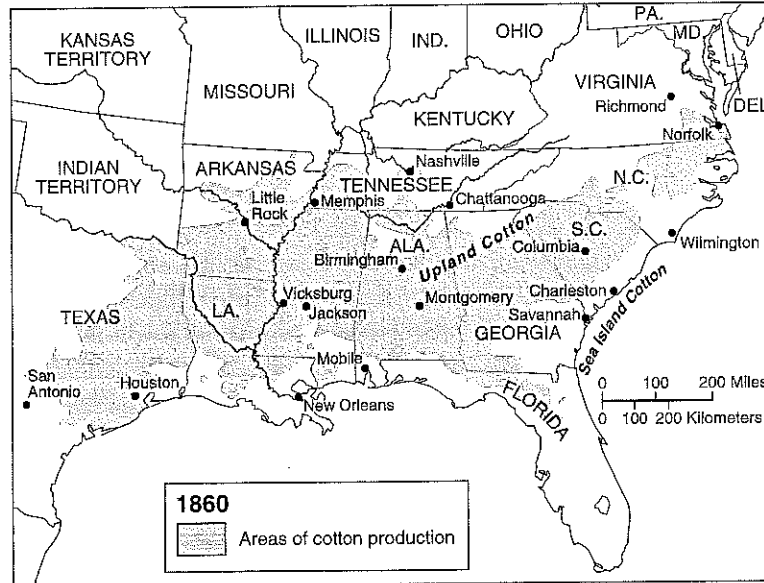 PA.
OHIO
IND.
ILLINOIS
KANSAS
TERRITORY
MD.
MISSOURI
VIRGINIA
Richmond
DEL
KENTUCKY
Norfolk
Nashville
ARKANSAS
INDIAN
TERRITORY
TENNESSEE
N.C.
Little
Rock
Memphis
Chattanooga
S.C.
Wilmington
ALA.
Upland Cotton
Columbia
Birmingham
Charleston
Vicksburg
Jackson
Montgomery
Savannah
Sea Island Cotton
TEXAS
LA.
GEORGIA
Mobile
San
Antonio
Houston
New Orleans
FLORIDA
0 100 200 Miles
0 100 200 Kilometers
1860
Areas of cotton production